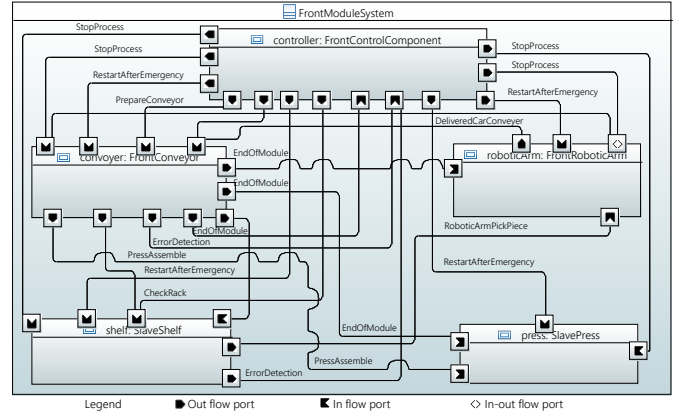 FrontModuleSystem
StopProcess
controller: FrontControlComponent
StopProcess
StopProcess
StopProcess
RestartAfterEmergency
RestartAfterEmergency
PrepareConveyor
DeliveredCarConveyer
EndOfModule
convoyer: FrontConveyor
roboticArm: FrontRoboticArm
EndOfModule
EndOfModule
RoboticArmPickPiece
ErrorDetection
PressAssemble
RestartAfterEmergency
RestartAfterEmergency
CheckRack
shelf: SlaveShelf
EndOfModule
press: SlavePress
PressAssemble
ErrorDetection
Legend
Out flow port
In flow port
In-out flow port